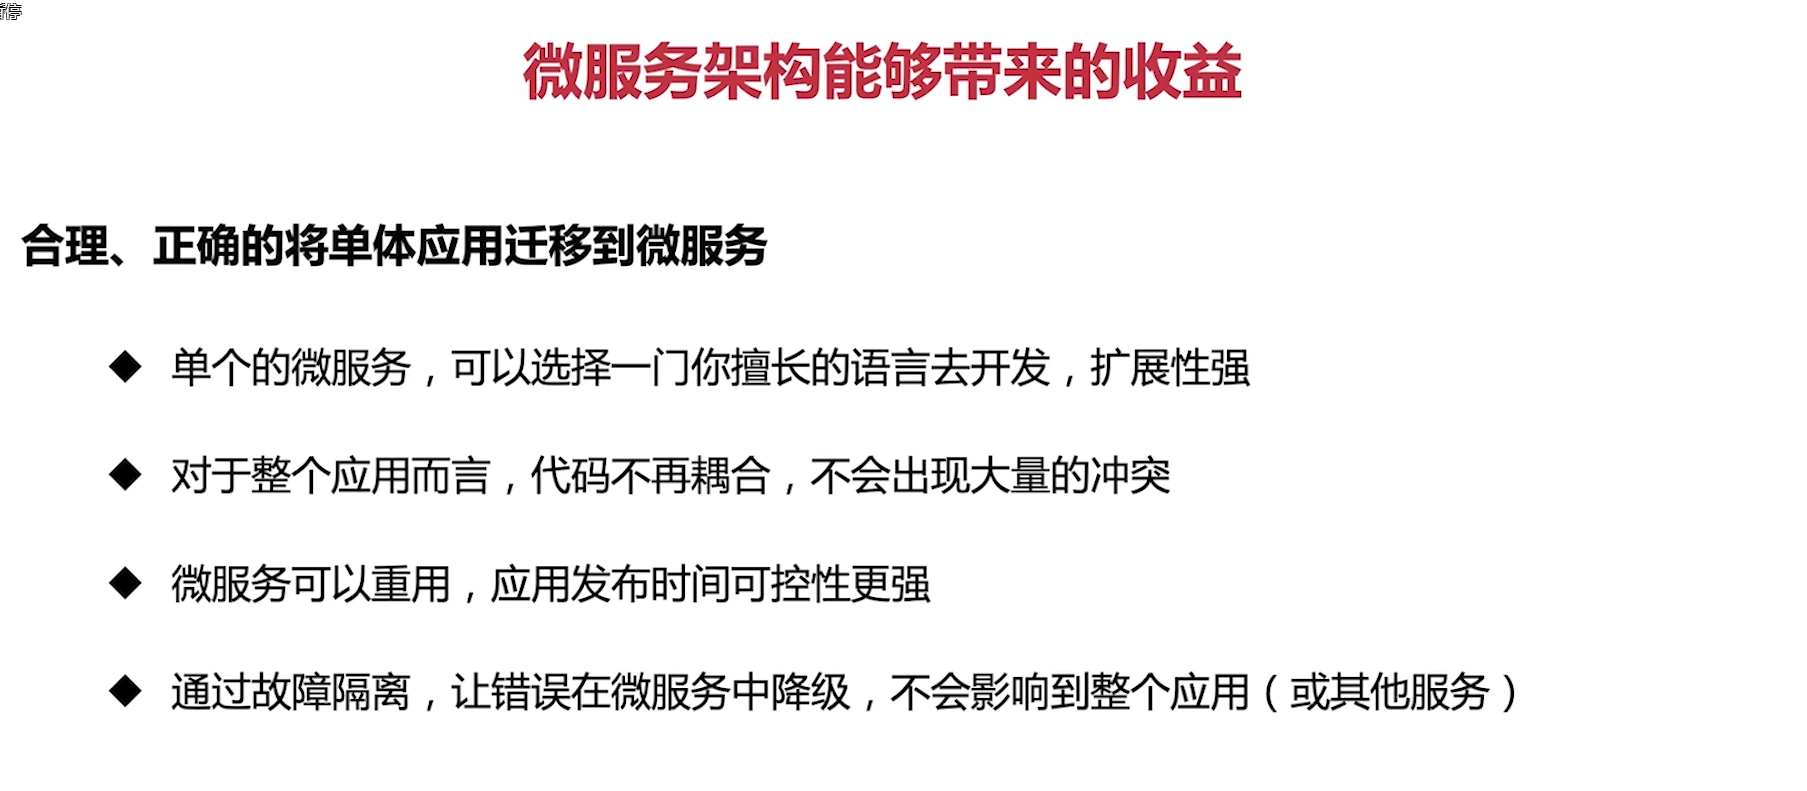 暂停
微服务架构能够带来的收益
合理、正确的将单体应用迁移到微服务
◆ 单个的微服务，可以选择一门你擅长的语言去开发，扩展性强
◆ 对于整个应用而言，代码不再耦合，不会出现大量的冲突
◆ 微服务可以重用，应用发布时间可控性更强
◆ 通过故障隔离，让错误在微服务中降级，不会影响到整个应用（或其他服务）